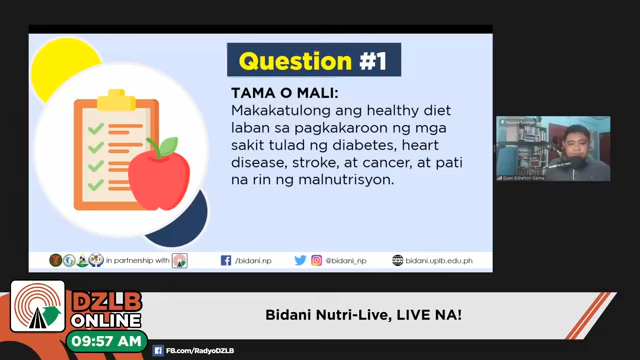 Question #1
TAMA O MALI:
Makakatulong ang healthy diet
laban sa pagkakaroon ng mga
sakit tulad ng diabetes, heart
disease, stroke, at cancer, at pati
na rin ng malnutrisyon.
in partnership with
/bidani.np
@bidani_np
bidani.uplb.edu.ph
DZLB
ONLINE
09:57 AM
Bidani Nutri-Live, LIVE NA!
FB.com/RadyoDZLB